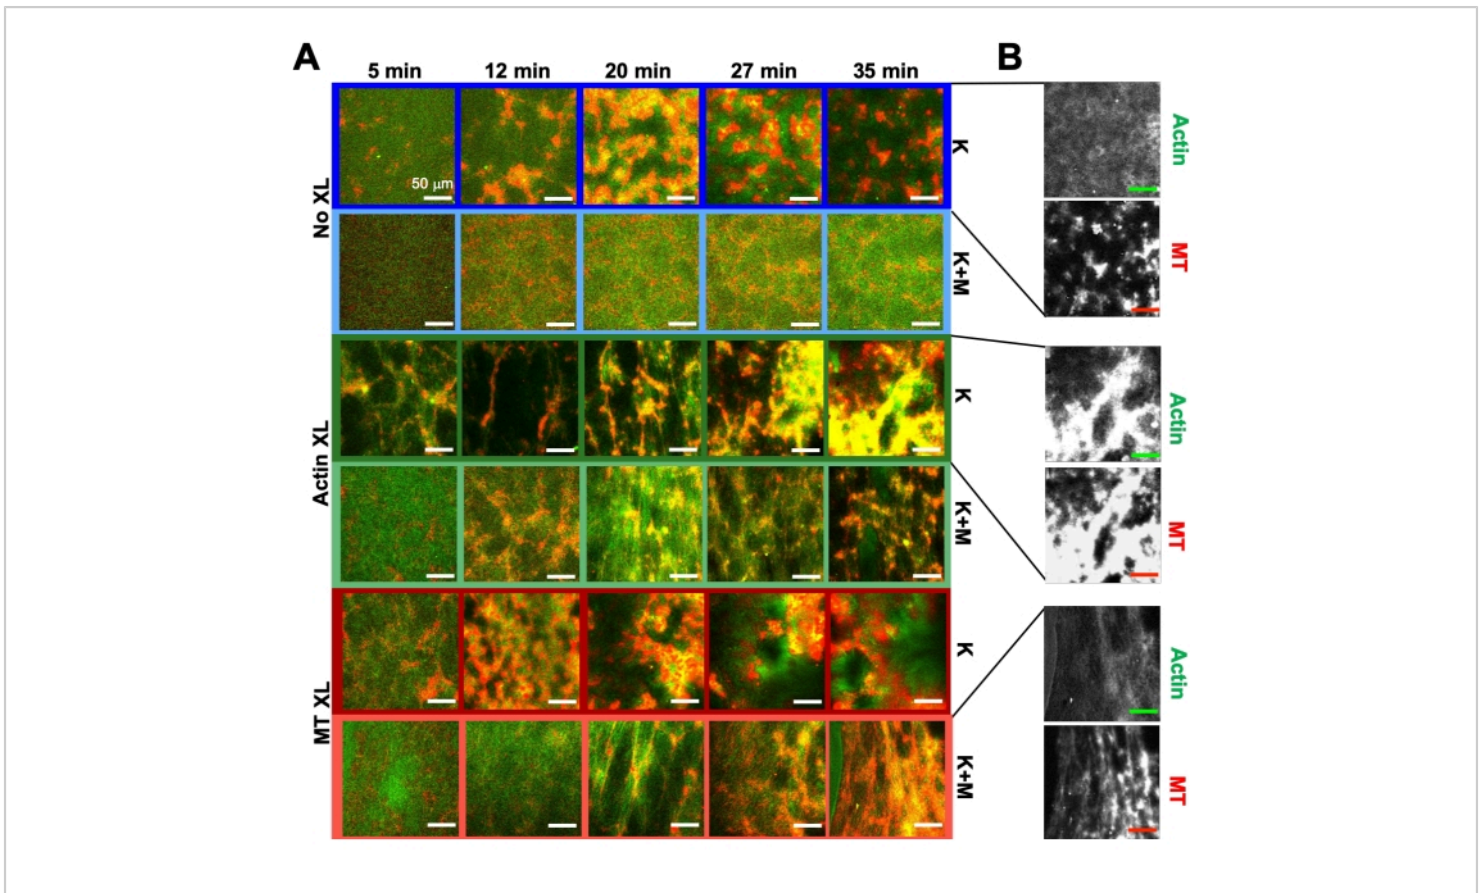 A
B
5 min
12 min
20 min
27 min
35 min
50 μm
No XL
K
K+M
Actin XL
K
K+M
MT XL
K
K+M
Actin
MT
Actin
MT
Actin
MT